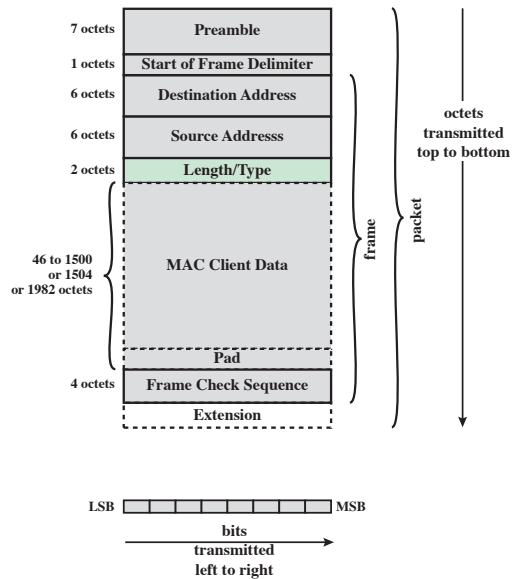 7 octets Preamble
1 octets Start of Frame Delimiter
6 octets Destination Address
6 octets Source Addresss
2 octets Length/Type
46 to 1500
or 1504
or 1982 octets
MAC Client Data
Pad
4 octets Frame Check Sequence
Extension
frame
packet
octets
transmitted
top to bottom
LSB MSB
bits
transmitted
left to right